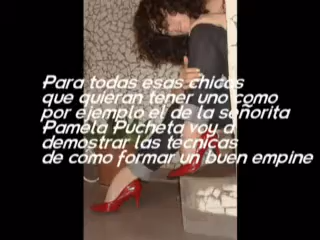 Para todas esas chicas
que quieran tener uno como
por ejemplo el de la señorita
Pamela Pucheta voy a
demostrar las tecnicas
de como formar un buen empine